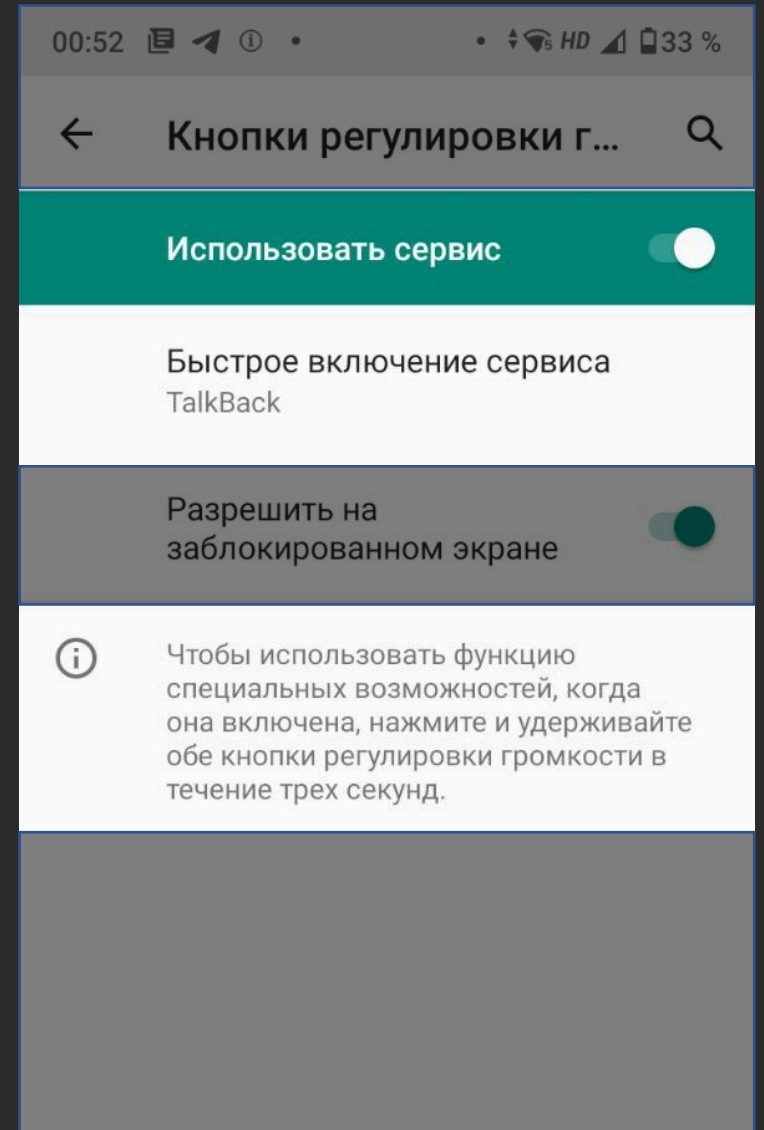 00:52 5 HD 33 %
Кнопки регулировки г...
Использовать сервис
Быстрое включение сервиса
TalkBack
Разрешить на
заблокированном экране
Чтобы использовать функцию
специальных возможностей, когда
она включена, нажмите и удерживайте
обе кнопки регулировки громкости в
течение трех секунд.